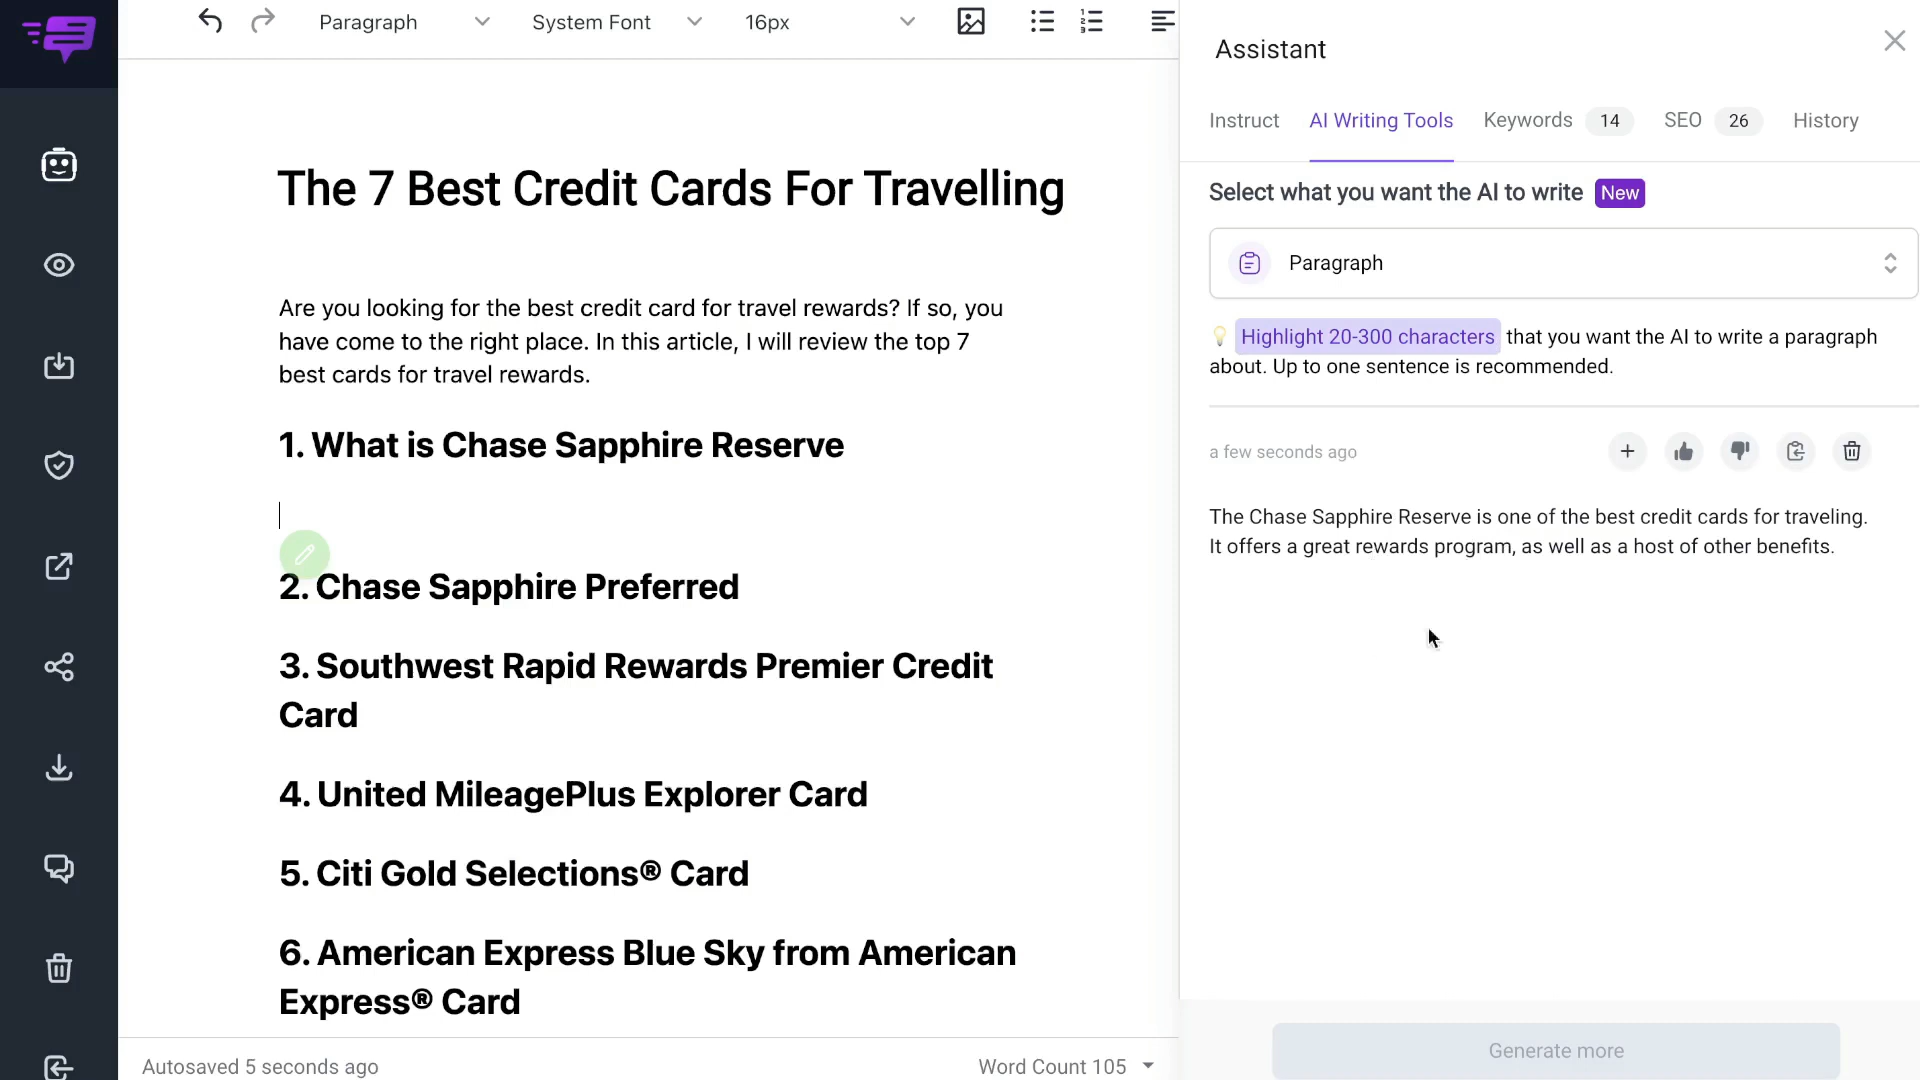 Paragraph
System Font
16px
The 7 Best Credit Cards For Travelling
Are you looking for the best credit card for travel rewards? If so, you
have come to the right place. In this article, I will review the top 7
best cards for travel rewards.
1. What is Chase Sapphire Reserve
2. Chase Sapphire Preferred
3. Southwest Rapid Rewards Premier Credit
Card
4. United MileagePlus Explorer Card
5. Citi Gold Selections® Card
6. American Express Blue Sky from American
Express® Card
Autosaved 5 seconds ago
Word Count 105
Assistant
Instruct
AI Writing Tools
Keywords 14
SEO 26
History
Select what you want the AI to write New
Paragraph
Highlight 20-300 characters that you want the AI to write a paragraph
about. Up to one sentence is recommended.
a few seconds ago
The Chase Sapphire Reserve is one of the best credit cards for traveling.
It offers a great rewards program, as well as a host of other benefits.
Generate more